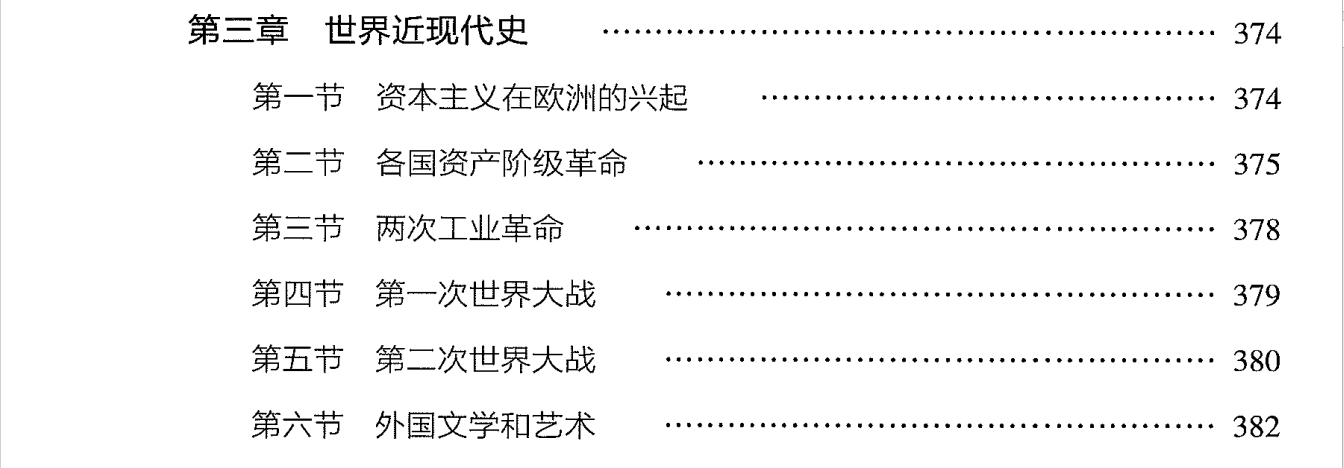 第三章 世界近现代史 …………………………………………………… 374
第一节 资本主义在欧洲的兴起 ……………………………………… 374
第二节 各国资产阶级革命 …………………………………………… 375
第三节 两次工业革命 ………………………………………………… 378
第四节 第一次世界大战 ……………………………………………… 379
第五节 第二次世界大战 ……………………………………………… 380
第六节 外国文学和艺术 ……………………………………………… 382